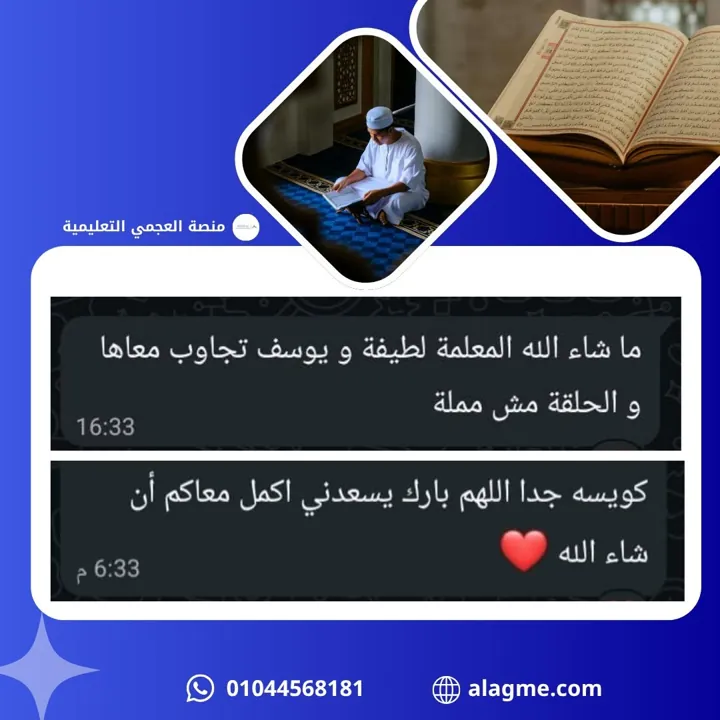 منصة العجمي التعليمية
ما شاء الله المعلمة لطيفة و يوسف تجاوب معاها
و الحلقة مش مملة
16:33
كويسه جدا اللهم بارك يسعدني اكمل معاكم أن
شاء الله ❤️
6:33 م
01044568181
alagme.com